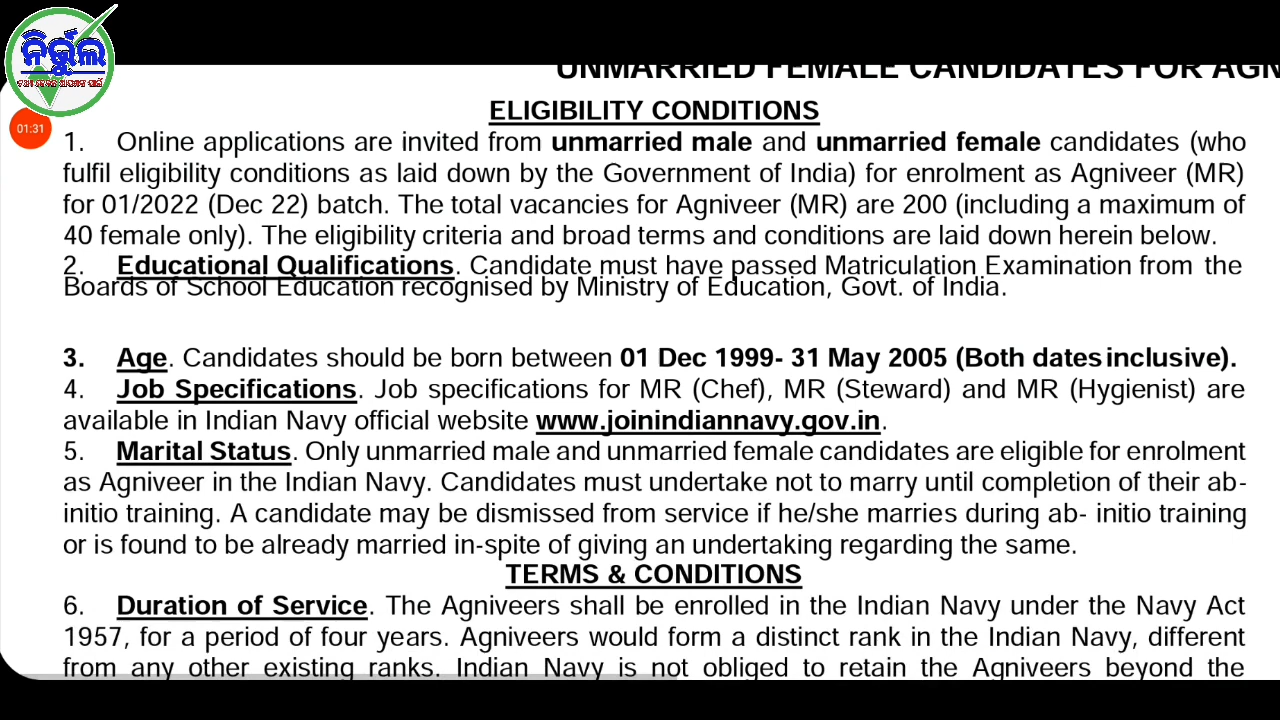 ନିର୍ଭୁଲ
01:31
UNMARRIED FEMALE CANDIDATES FOR AGN
ELIGIBILITY CONDITIONS
1. Online applications are invited from unmarried male and unmarried female candidates (who
fulfil eligibility conditions as laid down by the Government of India) for enrolment as Agniveer (MR)
for 01/2022 (Dec 22) batch. The total vacancies for Agniveer (MR) are 200 (including a maximum of
40 female only). The eligibility criteria and broad terms and conditions are laid down herein below.
2. Educational Qualifications. Candidate must have passed Matriculation Examination from the
Boards of School Education recognised by Ministry of Education, Govt. of India.
3. Age. Candidates should be born between 01 Dec 1999- 31 May 2005 (Both dates inclusive).
4. Job Specifications. Job specifications for MR (Chef), MR (Steward) and MR (Hygienist) are
available in Indian Navy official website www.joinindiannavy.gov.in.
5. Marital Status. Only unmarried male and unmarried female candidates are eligible for enrolment
as Agniveer in the Indian Navy. Candidates must undertake not to marry until completion of their ab-
initio training. A candidate may be dismissed from service if he/she marries during ab- initio training
or is found to be already married in-spite of giving an undertaking regarding the same.
TERMS & CONDITIONS
6. Duration of Service. The Agniveers shall be enrolled in the Indian Navy under the Navy Act
1957, for a period of four years. Agniveers would form a distinct rank in the Indian Navy, different
from any other existing ranks. Indian Navy is not obliged to retain the Agniveers beyond the